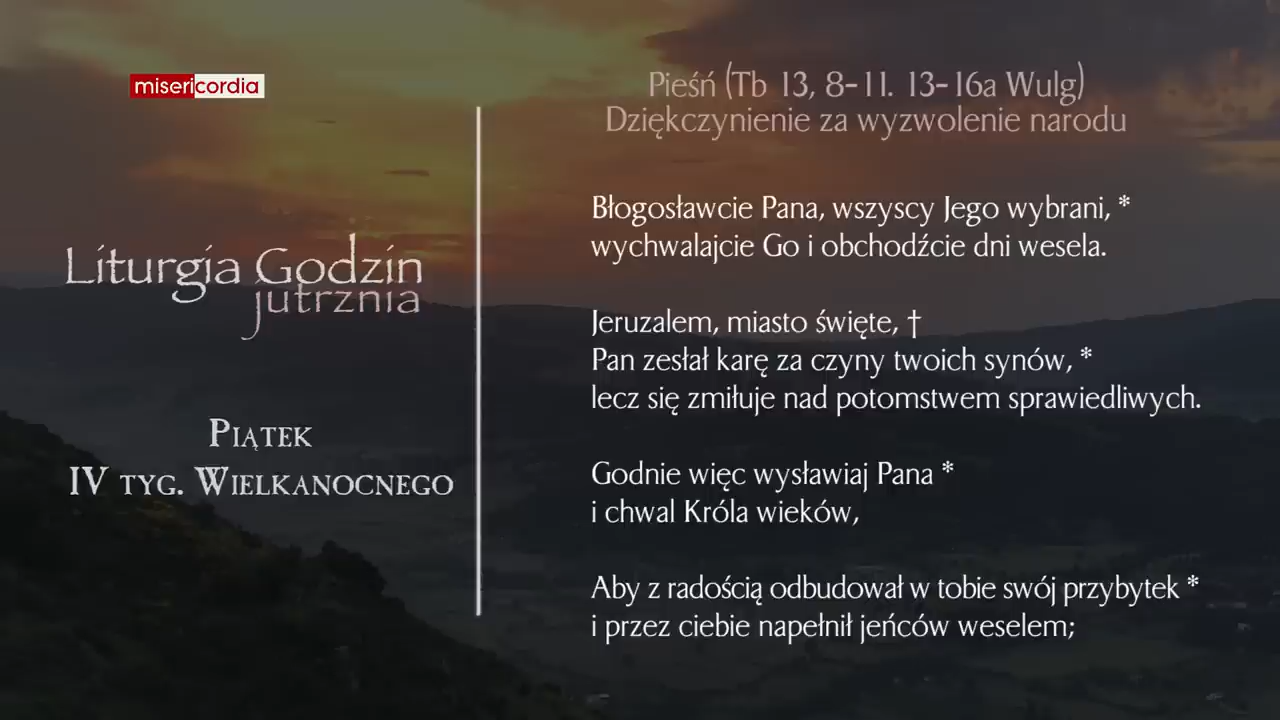 misericordia
Liturgia Godzin
jutrznia
Piątek
IV tyg. Wielkanocnego
Pieśń (Tb 13, 8-11. 13-16a Wulg)
Dziękczynienie za wyzwolenie narodu
Błogosławcie Pana, wszyscy Jego wybrani, *
wychwalajcie Go i obchodźcie dni wesela.
Jeruzalem, miasto święte, †
Pan zesłał karę za czyny twoich synów, *
lecz się zmiłuje nad potomstwem sprawiedliwych.
Godnie więc wysławiaj Pana *
i chwal Króla wieków,
Aby z radością odbudował w tobie swój przybytek *
i przez ciebie napełnił jeńców weselem;